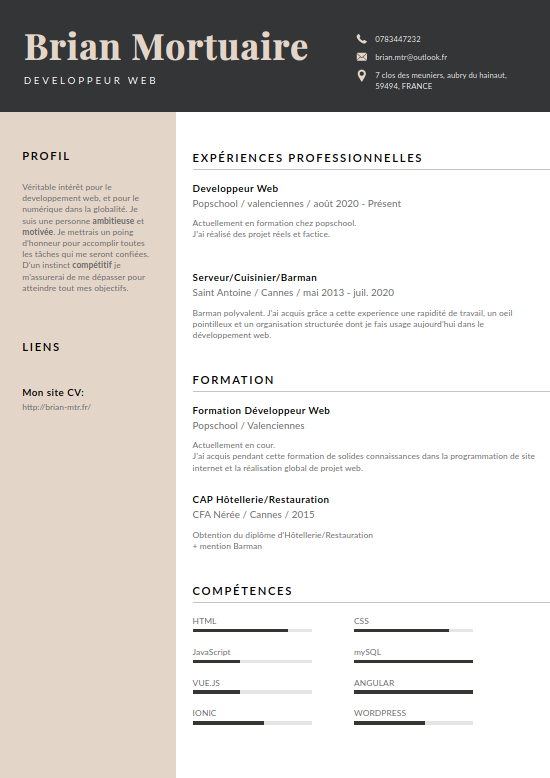 Brian Mortuaire
DEVELOPPEUR WEB
0783447232
brian.mtr@outlook.fr
7 clos des meuniers, aubry du hainaut,
59494, FRANCE
PROFIL
Véritable intérêt pour le
developpement web, et pour le
numérique dans la globalité. Je
suis une personne ambitieuse et
motivée. Je mettrais un poing
d'honneur pour accomplir toutes
les tâches qui me seront confiées.
D'un instinct compétitif je
m'assurerai de me dépasser pour
atteindre tout mes objectifs.
LIENS
Mon site CV:
http://brian-mtr.fr/
EXPÉRIENCES PROFESSIONNELLES
Developpeur Web
Popschool / valenciennes / août 2020 - Présent
Actuellement en formation chez popschool.
J'ai réalisé des projet réels et factice.
Serveur/Cuisinier/Barman
Saint Antoine / Cannes / mai 2013 - juil. 2020
Barman polyvalent. J'ai acquis grâce a cette experience une rapidité de travail, un oeil
pointilleux et un organisation structurée dont je fais usage aujourd'hui dans le
développement web.
FORMATION
Formation Développeur Web
Popschool / Valenciennes
Actuellement en cour.
J'ai acquis pendant cette formation de solides connaissances dans la programmation de site
internet et la réalisation global de projet web.
CAP Hôtellerie/Restauration
CFA Nérée / Cannes / 2015
Obtention du diplôme d'Hôtellerie/Restauration
+ mention Barman
COMPÉTENCES
HTML
CSS
JavaScript
mySQL
VUE.JS
ANGULAR
IONIC
WORDPRESS